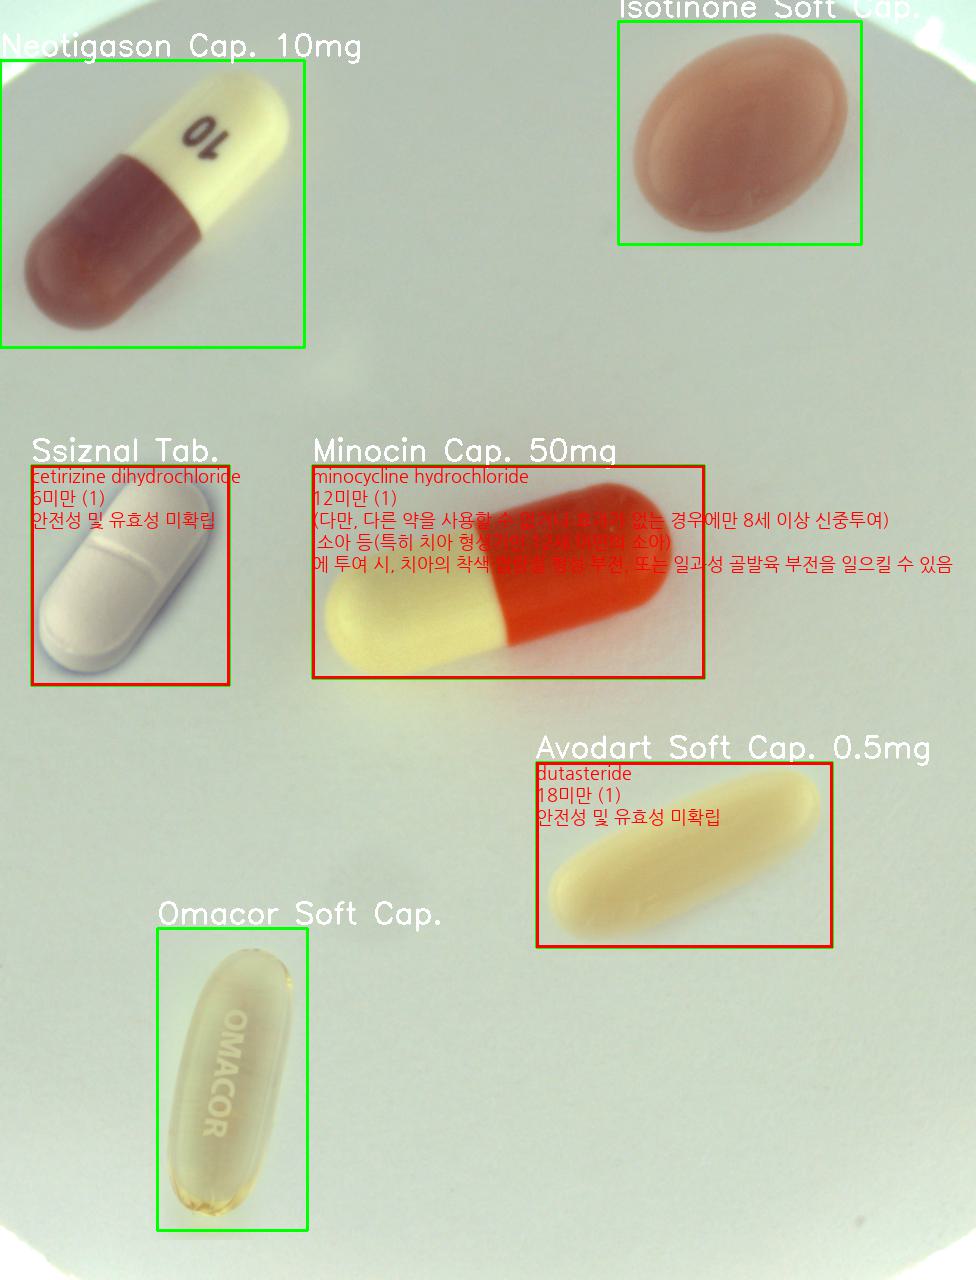 Isotinone Soft Cap.
Neotigason Cap. 10mg
10
Ssiznal Tab.
cetirizine dihydrochloride
6미만 (1)
안전성 및 유효성 미확립
Minocin Cap. 50mg
minocycline hydrochloride
12미만 (1)
(다만, 다른 약을 사용할 수 없거나 효과가 없는 경우에만 8세 이상 신중투여)
소아 등(특히 치아 형성기인 12세 미만의 소아)
에 투여 시, 치아의 착색 부전, 또는 일과성 골발육 부전을 일으킬 수 있음
Avodart Soft Cap. 0.5mg
dutasteride
18미만 (1)
안전성 및 유효성 미확립
Omacor Soft Cap.
OMACOR